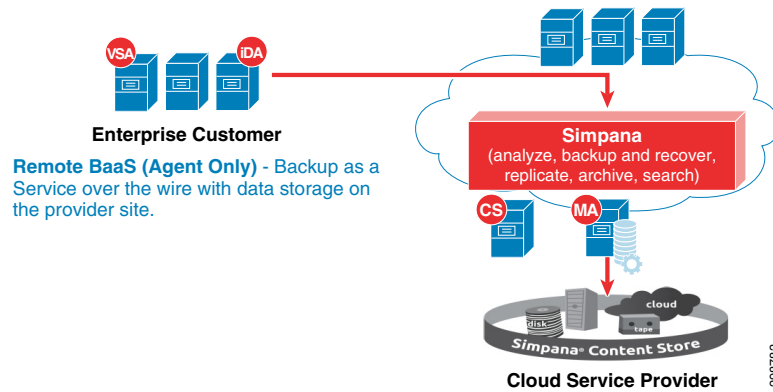 VSA
iDA
Enterprise Customer
Remote BaaS (Agent Only) - Backup as a
Service over the wire with data storage on
the provider site.
Simpana
(analyze, backup and recover,
replicate, archive, search)
CS
MA
cloud
disk
tape
Simpana® Content Store
Cloud Service Provider